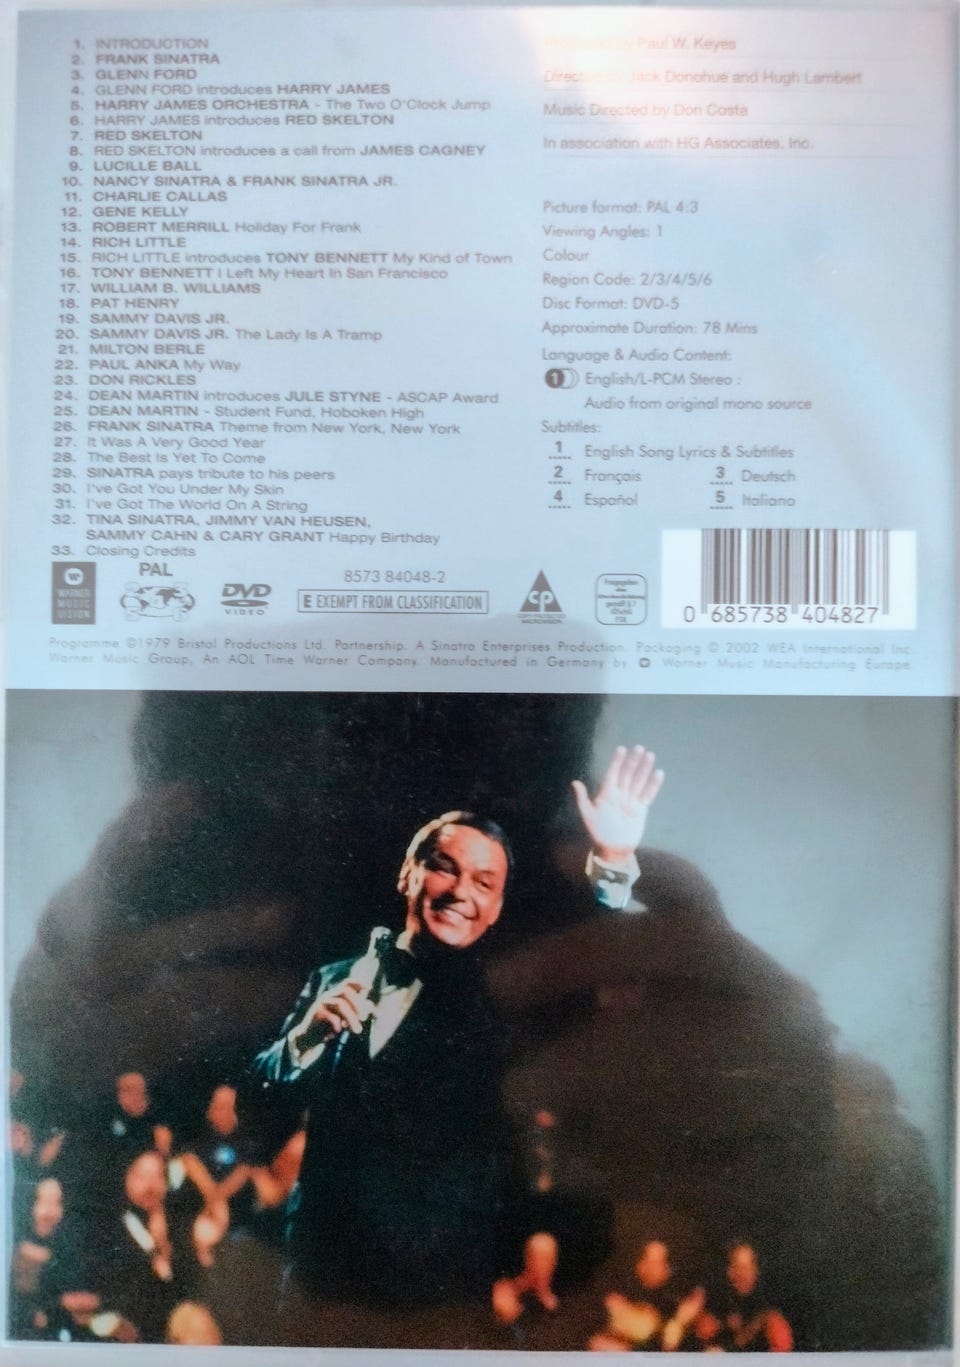 1. INTRODUCTION
2. FRANK SINATRA
3. GLENN FORD
4. GLENN FORD introduces HARRY JAMES
5. HARRY JAMES ORCHESTRA - The Two O'Clock Jump
6. HARRY JAMES introduces RED SKELTON
7. RED SKELTON
8. RED SKELTON introduces a call from JAMES CAGNEY
9. LUCILLE BALL
10. NANCY SINATRA & FRANK SINATRA JR.
11. CHARLIE CALLAS
12. GENE KELLY
13. ROBERT MERRILL Holiday For Frank
14. RICH LITTLE
15. RICH LITTLE introduces TONY BENNETT My Kind of Town
16. TONY BENNETT I Left My Heart In San Francisco
17. WILLIAM B. WILLIAMS
18. PAT HENRY
19. SAMMY DAVIS JR.
20. SAMMY DAVIS JR. The Lady Is A Tramp
21. MILTON BERLE
22. PAUL ANKA My Way
23. DON RICKLES
24. DEAN MARTIN introduces JULE STYNE - ASCAP Award
25. DEAN MARTIN - Student Fund, Hoboken High
26. FRANK SINATRA Theme from New York, New York
27. It Was A Very Good Year
28. The Best Is Yet To Come
29. SINATRA pays tribute to his peers
30. I've Got You Under My Skin
31. I've Got The World On A String
32. TINA SINATRA, JIMMY VAN HEUSEN,
SAMMY CAHN & CARY GRANT Happy Birthday
33. Closing Credits
Produced by Paul W. Keyes
Directed by Jack Donohue and Hugh Lambert
Music Directed by Don Costa
In association with HG Associates, Inc.
Picture format: PAL 4:3
Viewing Angles: 1
Colour
Region Code: 2/3/4/5/6
Disc Format: DVD-5
Approximate Duration: 78 Mins
Language & Audio Content:
1 English/L-PCM Stereo :
Audio from original mono source
Subtitles:
1 English Song Lyrics & Subtitles
2 Français 3 Deutsch
4 Español 5 Italiano
WARNER MUSIC VISION
PAL
DVD VIDEO
8573 84048-2
E EXEMPT FROM CLASSIFICATION
CP
0 685738 404827
Programme ©1979 Bristol Productions Ltd. Partnership. A Sinatra Enterprises Production. Packaging © 2002 WEA International Inc.
Warner Music Group, An AOL Time Warner Company. Manufactured in Germany by Warner Music Manufacturing Europe.